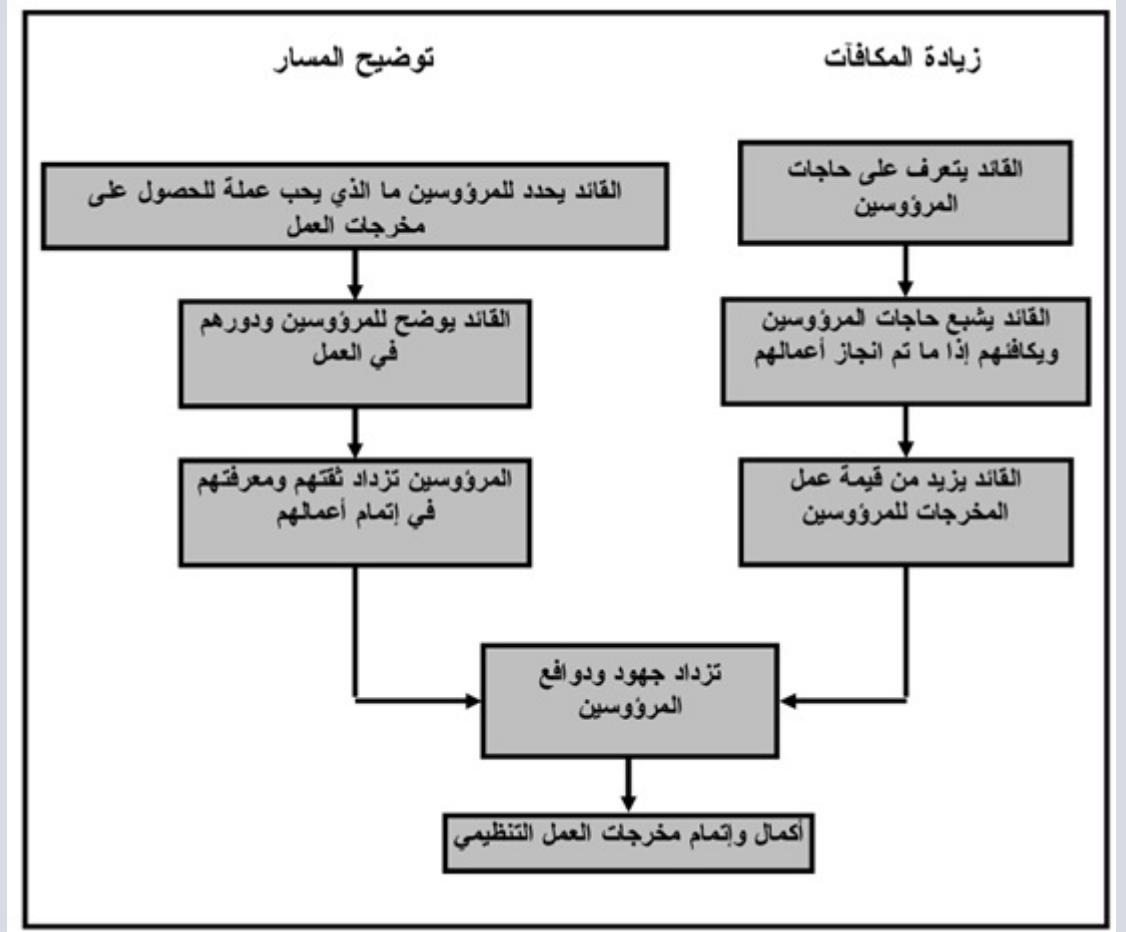 زيادة المكافآت
توضيح المسار
القائد يتعرف على حاجات
المرؤوسين
القائد يحدد للمرؤوسين ما الذي يحب عملة للحصول على
مخرجات العمل
القائد يشبع حاجات المرؤوسين
ويكافئهم إذا ما تم انجاز أعمالهم
القائد يوضح للمرؤوسين ودورهم
في العمل
القائد يزيد من قيمة عمل
المخرجات للمرؤوسين
المرؤوسين تزداد ثقتهم ومعرفتهم
في إتمام أعمالهم
تزداد جهود ودوافع
المرؤوسين
أكمال وإتمام مخرجات العمل التنظيمي